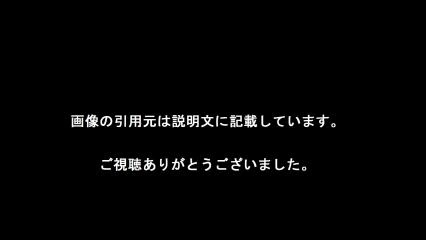 画像の引用元は説明文に記載しています。
ご視聴ありがとうございました。